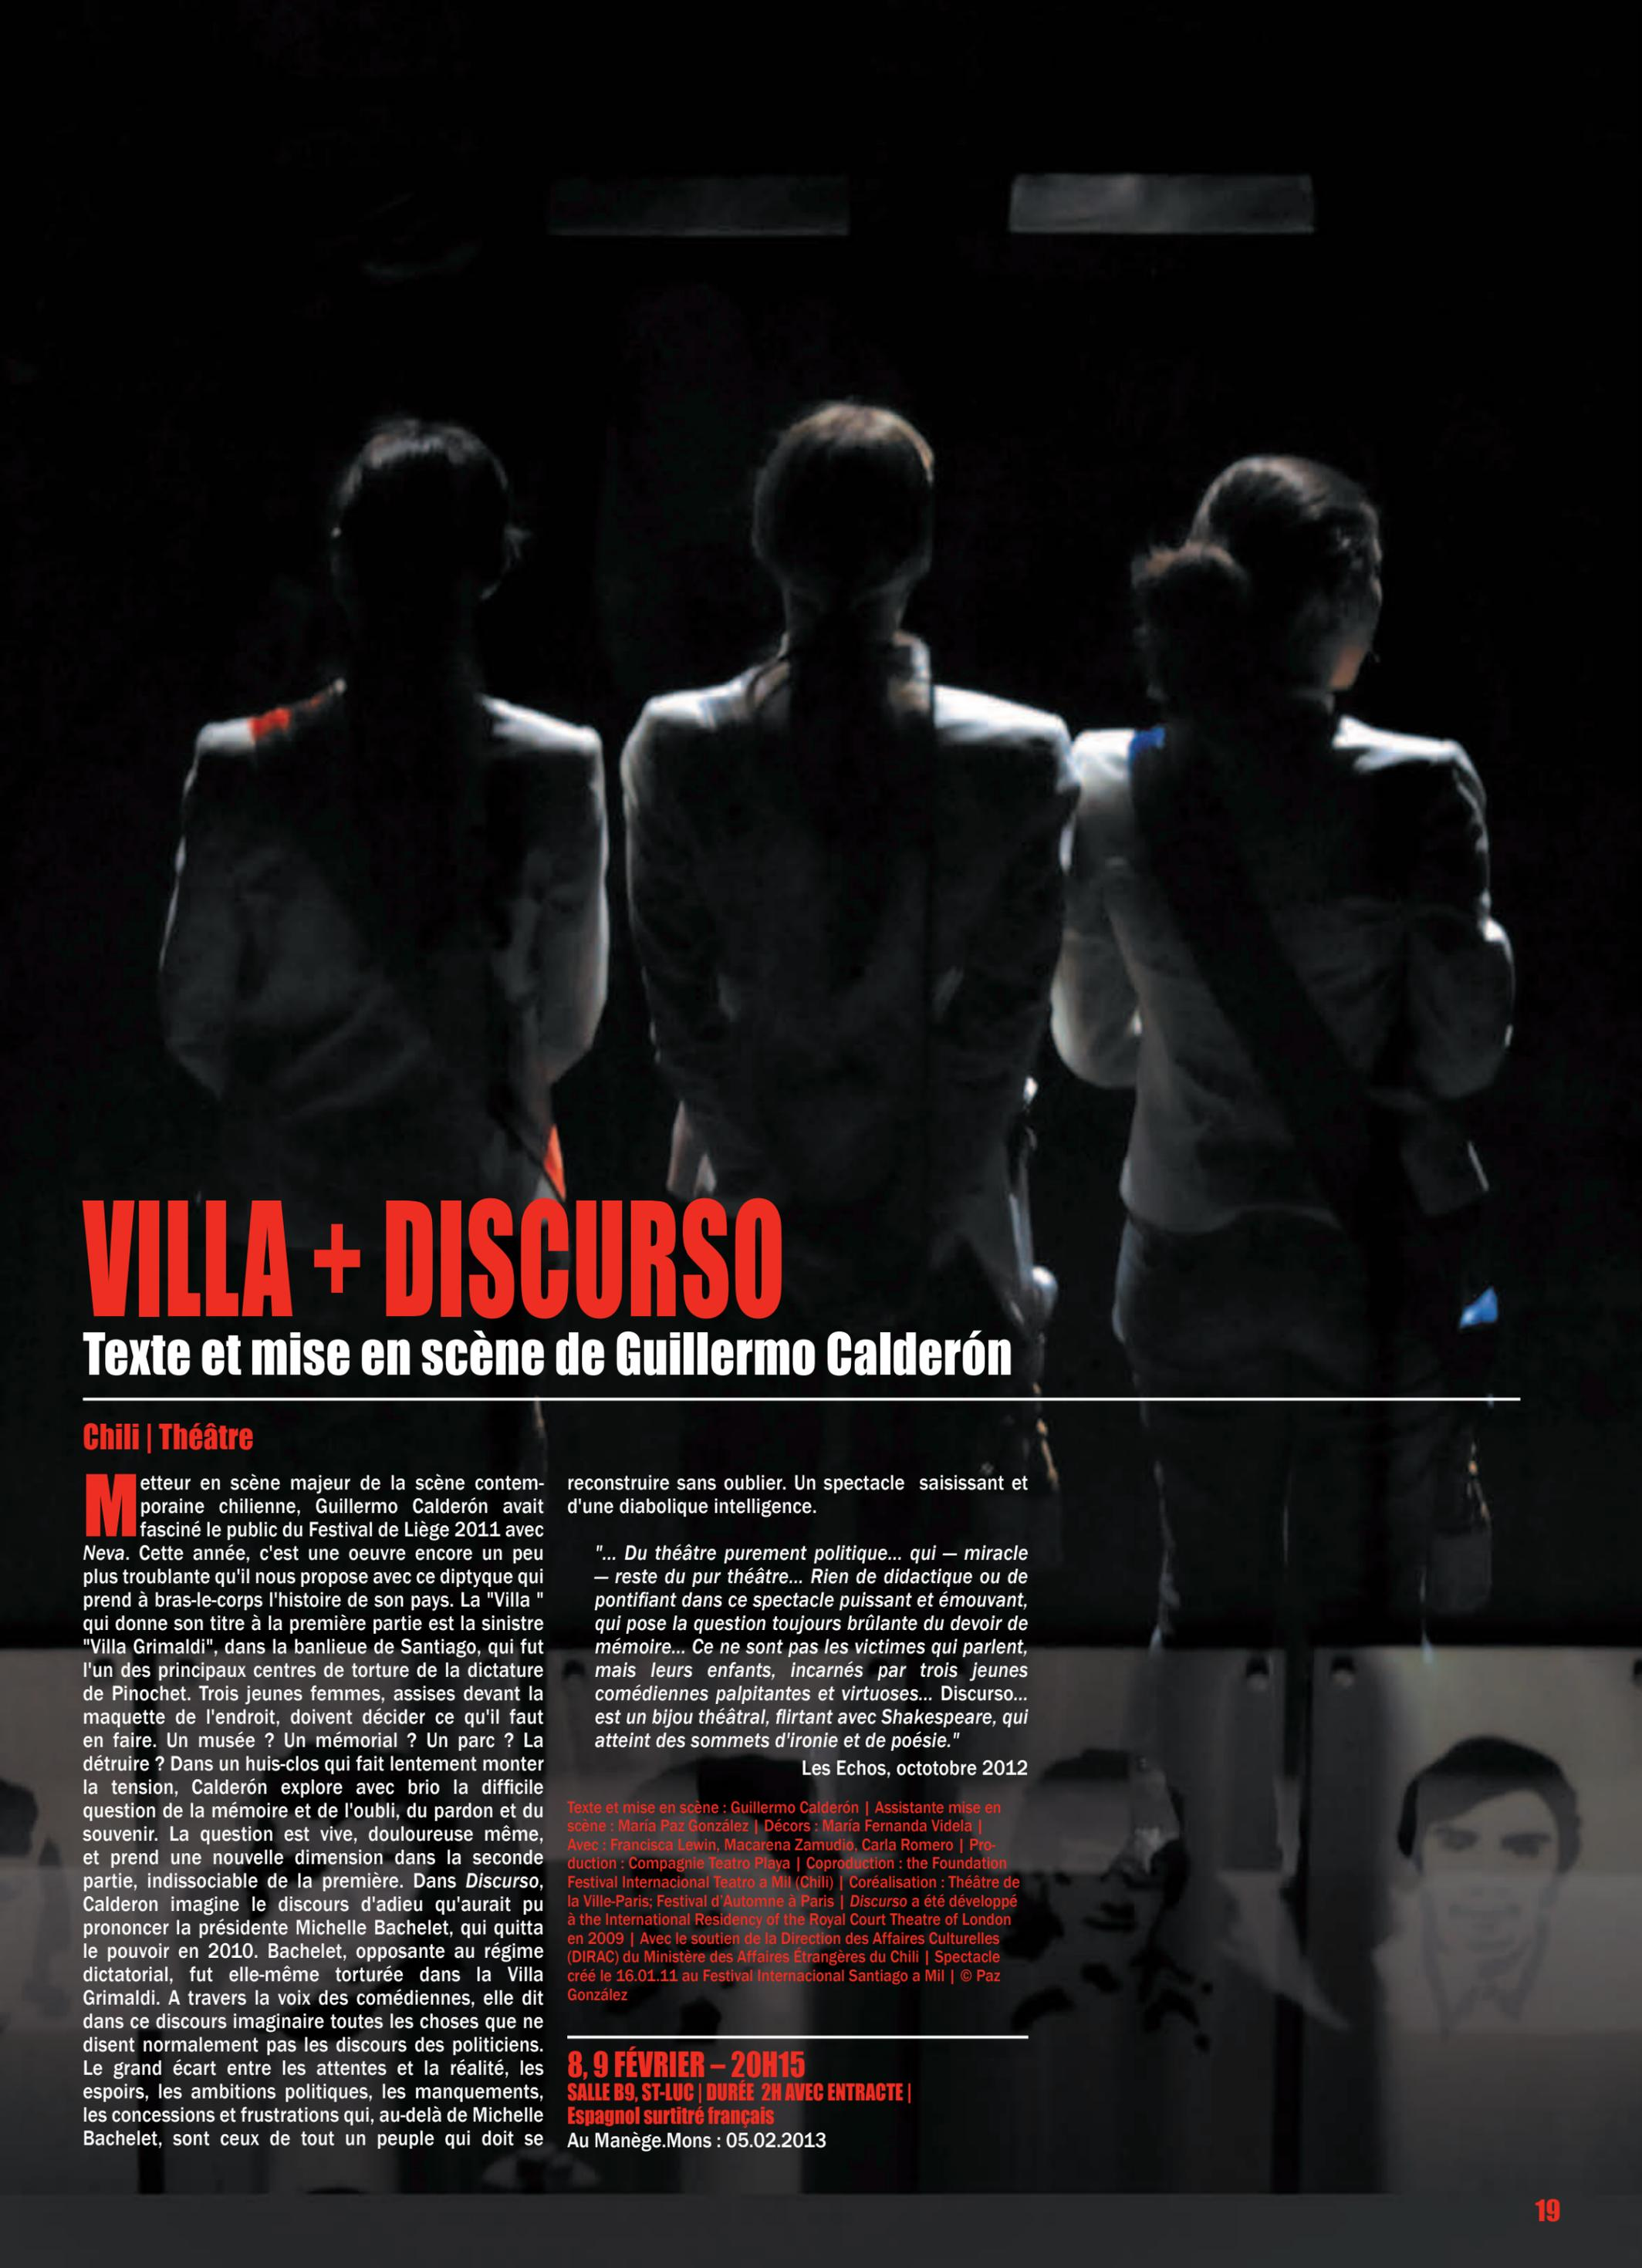 VILLA + DISCURSO
Texte et mise en scène de Guillermo Calderón
Chili | Théâtre
Metteur en scène majeur de la scène contem-
poraine chilienne, Guillermo Calderón avait
fasciné le public du Festival de Liège 2011 avec
Neva. Cette année, c'est une oeuvre encore un peu
plus troublante qu'il nous propose avec ce diptyque qui
prend à bras-le-corps l'histoire de son pays. La "Villa "
qui donne son titre à la première partie est la sinistre
"Villa Grimaldi", dans la banlieue de Santiago, qui fut
l'un des principaux centres de torture de la dictature
de Pinochet. Trois jeunes femmes, assises devant la
maquette de l'endroit, doivent décider ce qu'il faut
en faire. Un musée ? Un mémorial ? Un parc ? La
détruire ? Dans un huis-clos qui fait lentement monter
la tension, Calderón explore avec brio la difficile
question de la mémoire et de l'oubli, du pardon et du
souvenir. La question est vive, douloureuse même,
et prend une nouvelle dimension dans la seconde
partie, indissociable de la première. Dans Discurso,
Calderon imagine le discours d'adieu qu'aurait pu
prononcer la présidente Michelle Bachelet, qui quitta
le pouvoir en 2010. Bachelet, opposante au régime
dictatorial, fut elle-même torturée dans la Villa
Grimaldi. A travers la voix des comédiennes, elle dit
dans ce discours imaginaire toutes les choses que ne
disent normalement pas les discours des politiciens.
Le grand écart entre les attentes et la réalité, les
espoirs, les ambitions politiques, les manquements,
les concessions et frustrations qui, au-delà de Michelle
Bachelet, sont ceux de tout un peuple qui doit se
reconstruire sans oublier. Un spectacle saisissant et
d'une diabolique intelligence.
"... Du théâtre purement politique... qui — miracle
— reste du pur théâtre... Rien de didactique ou de
pontifiant dans ce spectacle puissant et émouvant,
qui pose la question toujours brûlante du devoir de
mémoire... Ce ne sont pas les victimes qui parlent,
mais leurs enfants, incarnés par trois jeunes
comédiennes palpitantes et virtuoses... Discurso...
est un bijou théâtral, flirtant avec Shakespeare, qui
atteint des sommets d'ironie et de poésie."
Les Echos, octotobre 2012
Texte et mise en scène : Guillermo Calderón | Assistante mise en
scène : María Paz González | Décors : María Fernanda Videla |
Avec : Francisca Lewin, Macarena Zamudio, Carla Romero | Pro-
duction : Compagnie Teatro Playa | Coproduction : the Foundation
Festival Internacional Teatro a Mil (Chili) | Coréalisation : Théâtre de
la Ville-Paris; Festival d'Automne à Paris | Discurso a été développé
à the International Residency of the Royal Court Theatre of London
en 2009 | Avec le soutien de la Direction des Affaires Culturelles
(DIRAC) du Ministère des Affaires Étrangères du Chili | Spectacle
créé le 16.01.11 au Festival Internacional Santiago a Mil | © Paz
González
8, 9 FÉVRIER – 20H15
SALLE B9, ST-LUC | DURÉE 2H AVEC ENTRACTE |
Espagnol surtitré français
Au Manège.Mons : 05.02.2013
19